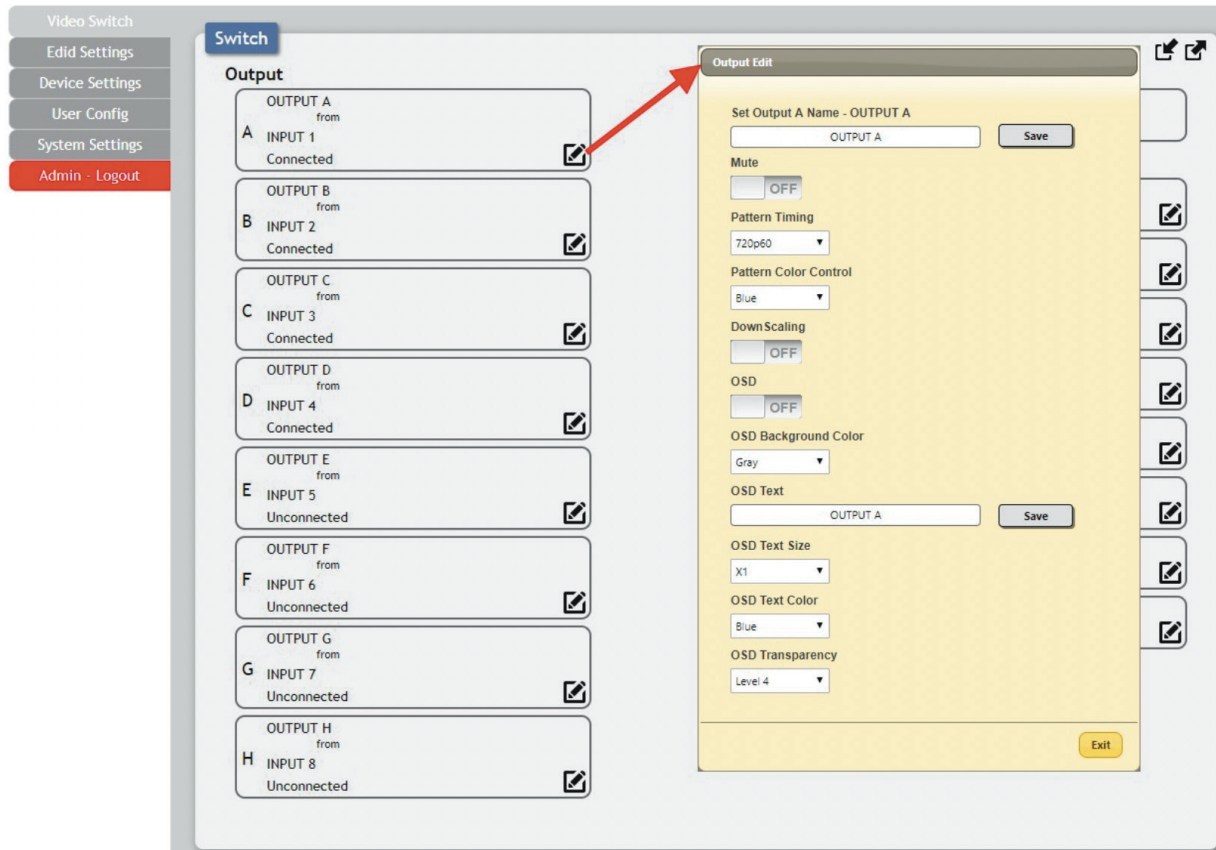 Video Switch
Edid Settings
Device Settings
User Config
System Settings
Admin - Logout
Switch
Output
A
OUTPUT A
from
INPUT 1
Connected
B
OUTPUT B
from
INPUT 2
Connected
C
OUTPUT C
from
INPUT 3
Connected
D
OUTPUT D
from
INPUT 4
Connected
E
OUTPUT E
from
INPUT 5
Unconnected
F
OUTPUT F
from
INPUT 6
Unconnected
G
OUTPUT G
from
INPUT 7
Unconnected
H
OUTPUT H
from
INPUT 8
Unconnected
Output Edit
Set Output A Name - OUTPUT A
OUTPUT A Save
Mute
OFF
Pattern Timing
720p60
Pattern Color Control
Blue
DownScaling
OFF
OSD
OFF
OSD Background Color
Gray
OSD Text
OUTPUT A Save
OSD Text Size
X1
OSD Text Color
Blue
OSD Transparency
Level 4
Exit